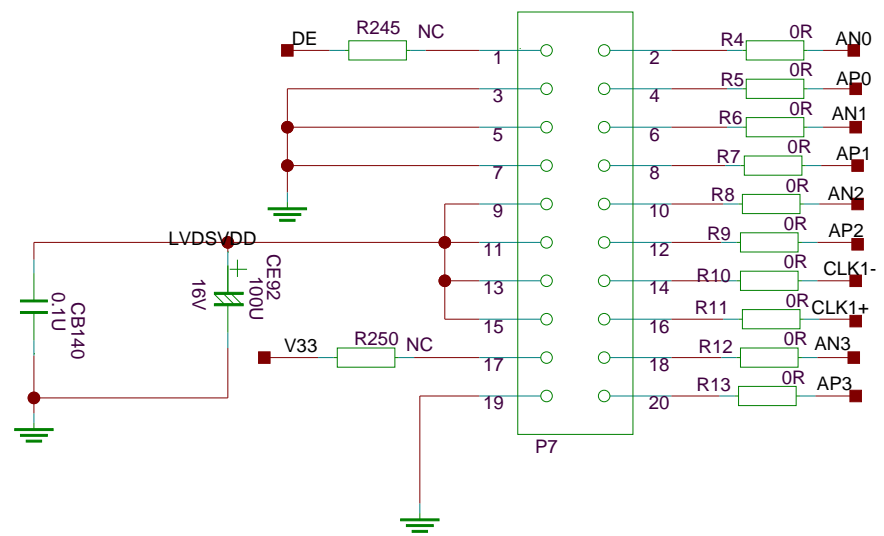 DE R245 NC 1 2 R4 0R AN0
3 4 R5 0R AP0
5 6 R6 0R AN1
7 8 R7 0R AP1
9 10 R8 0R AN2
LVDSVDD 11 12 R9 0R AP2
13 14 R10 0R CLK1-
15 16 R11 0R CLK1+
V33 R250 NC 17 18 R12 0R AN3
19 20 R13 0R AP3
P7
CB140
0.1U
+
CE92
100U
16V